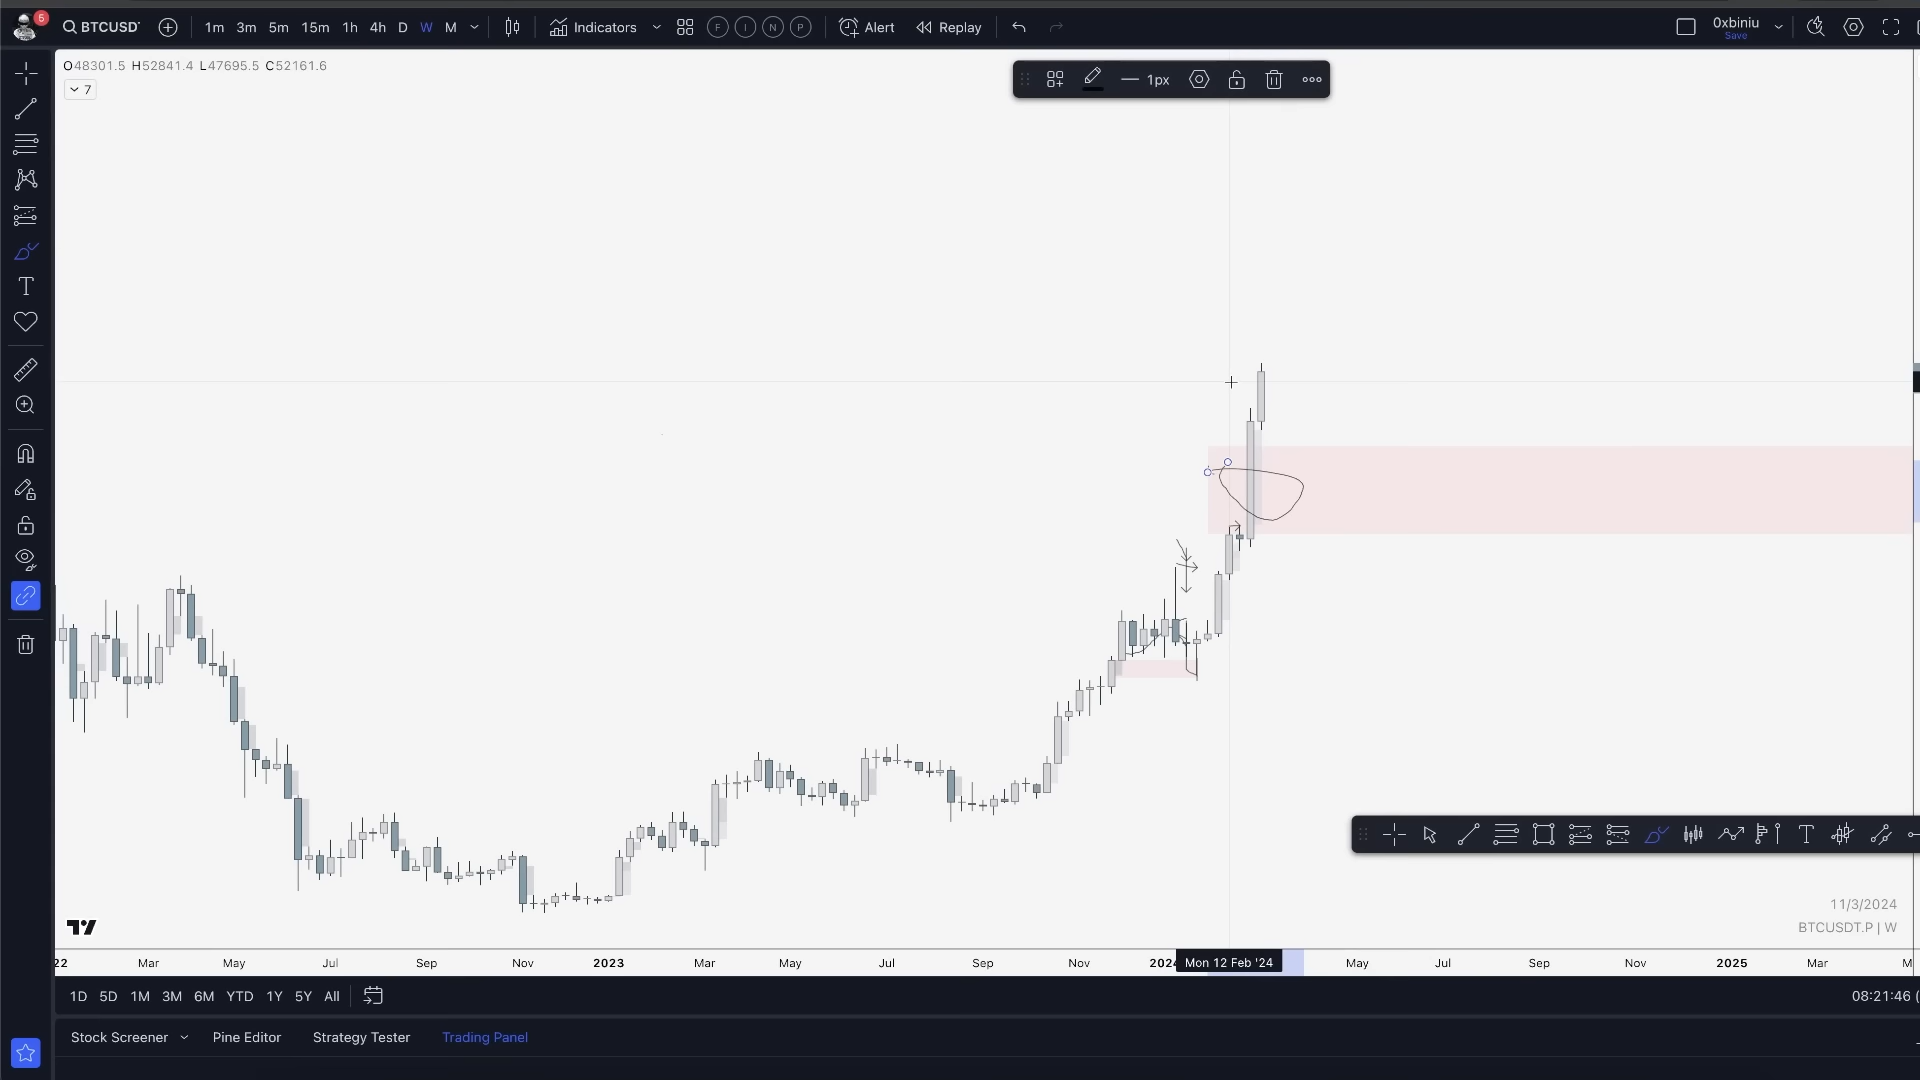 5
BTCUSDT
1m 3m 5m 15m 1h 4h D W M
Indicators
F I N P
Alert
Replay
0xbiniu
Save
O48301.5 H52841.4 L47695.5 C52161.6
7
1px
11/3/2024
BTCUSDT.P | W
22 Mar May Jul Sep Nov 2023 Mar May Jul Sep Nov 2024 Mon 12 Feb '24 May Jul Sep Nov 2025 Mar M
1D 5D 1M 3M 6M YTD 1Y 5Y All
08:21:46 (
Stock Screener Pine Editor Strategy Tester Trading Panel